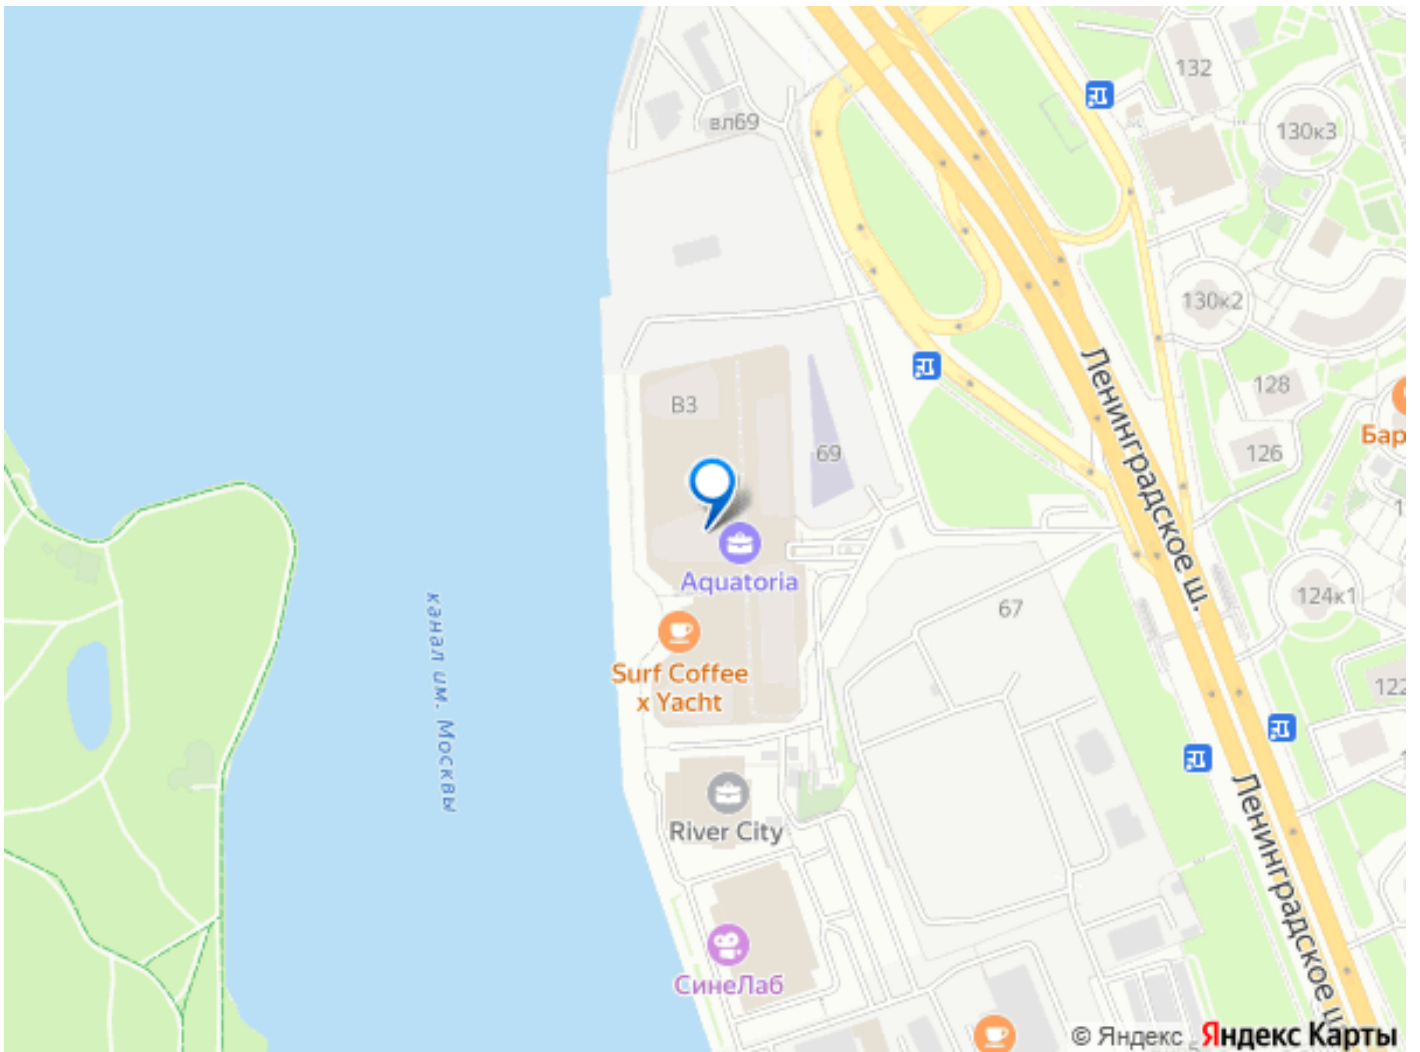 132
вл69
130к3
130к2
Ленинградское ш.
128
В3
Бар
126
69
Aquatoria
канал им. Москвы
67
124к1
Surf Coffee
x Yacht
122
River City
Ленинградское ш
СинеЛаб
© Яндекс
Яндекс Карты